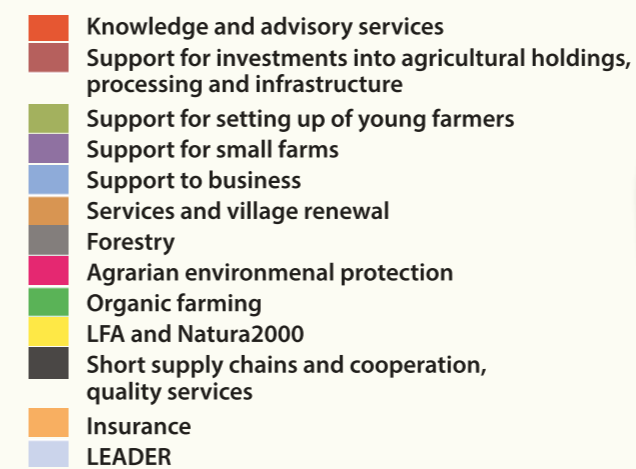 Knowledge and advisory services
Support for investments into agricultural holdings,
processing and infrastructure
Support for setting up of young farmers
Support for small farms
Support to business
Services and village renewal
Forestry
Agrarian environmenal protection
Organic farming
LFA and Natura2000
Short supply chains and cooperation,
quality services
Insurance
LEADER